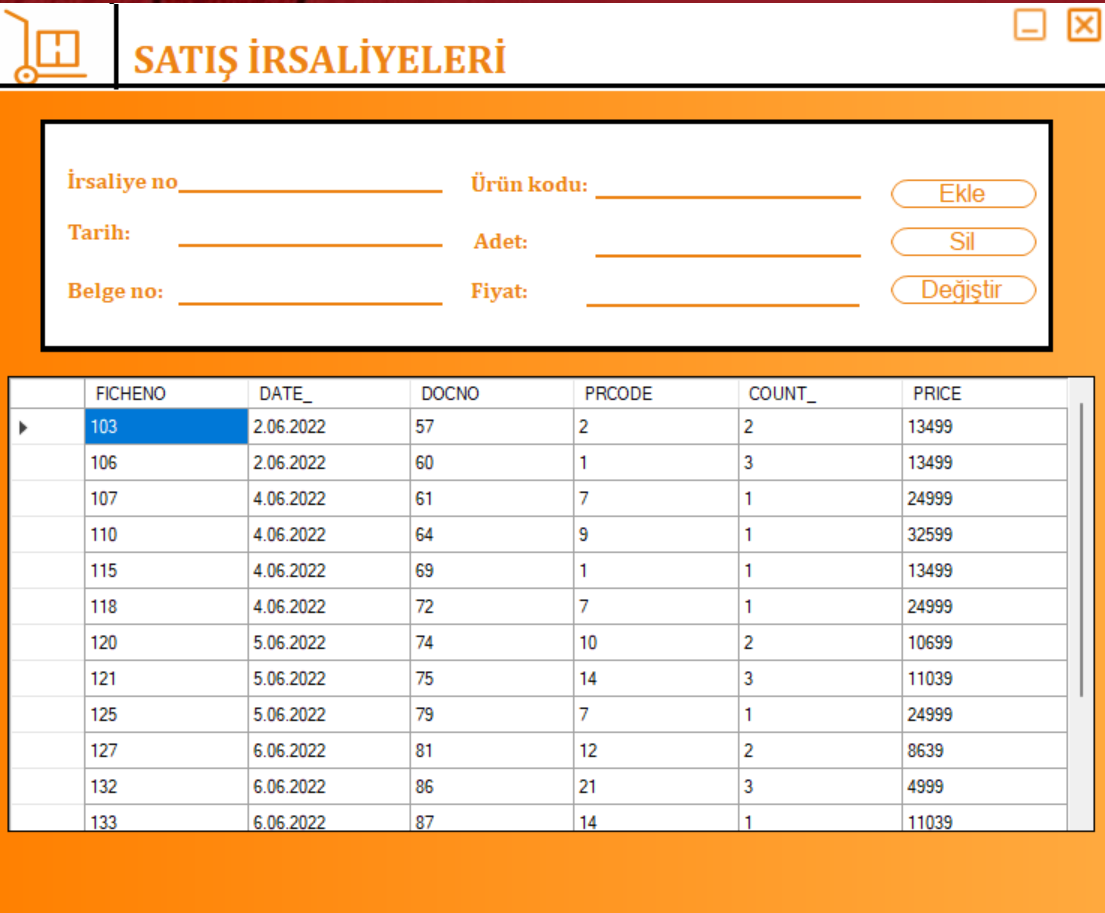 SATIŞ İRSALİYELERİ
İrsaliye no Ürün kodu: Ekle
Tarih: Adet: Sil
Belge no: Fiyat: Değiştir
FICHENO DATE_ DOCNO PRCODE COUNT_ PRICE
103 2.06.2022 57 2 2 13499
106 2.06.2022 60 1 3 13499
107 4.06.2022 61 7 1 24999
110 4.06.2022 64 9 1 32599
115 4.06.2022 69 1 1 13499
118 4.06.2022 72 7 1 24999
120 5.06.2022 74 10 2 10699
121 5.06.2022 75 14 3 11039
125 5.06.2022 79 7 1 24999
127 6.06.2022 81 12 2 8639
132 6.06.2022 86 21 3 4999
133 6.06.2022 87 14 1 11039